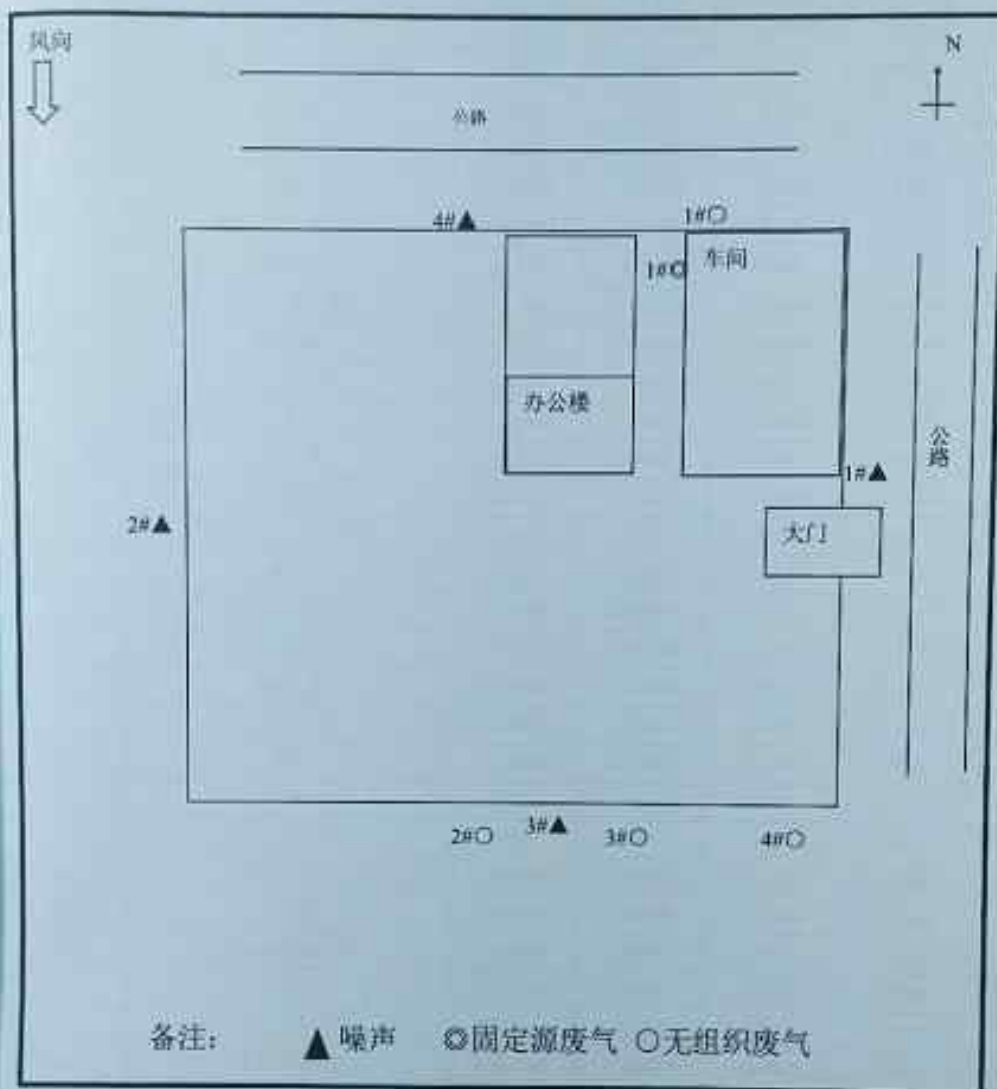 风向
N
公路
4#▲
1#○
1#◎
车间
办公楼
公路
1#▲
2#▲
大门
2#○
3#▲
3#○
4#○
备注: ▲噪声 ◎固定源废气 ○无组织废气